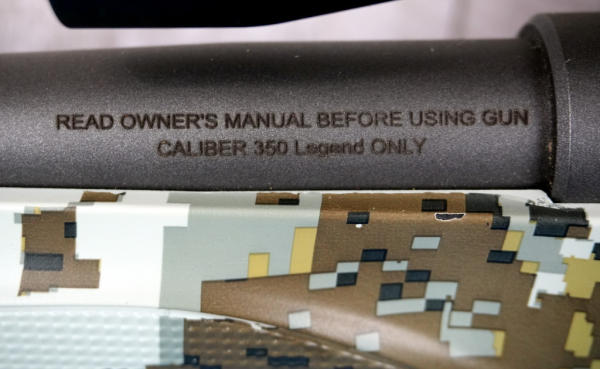 READ OWNER'S MANUAL BEFORE USING GUN
CALIBER 350 Legend ONLY